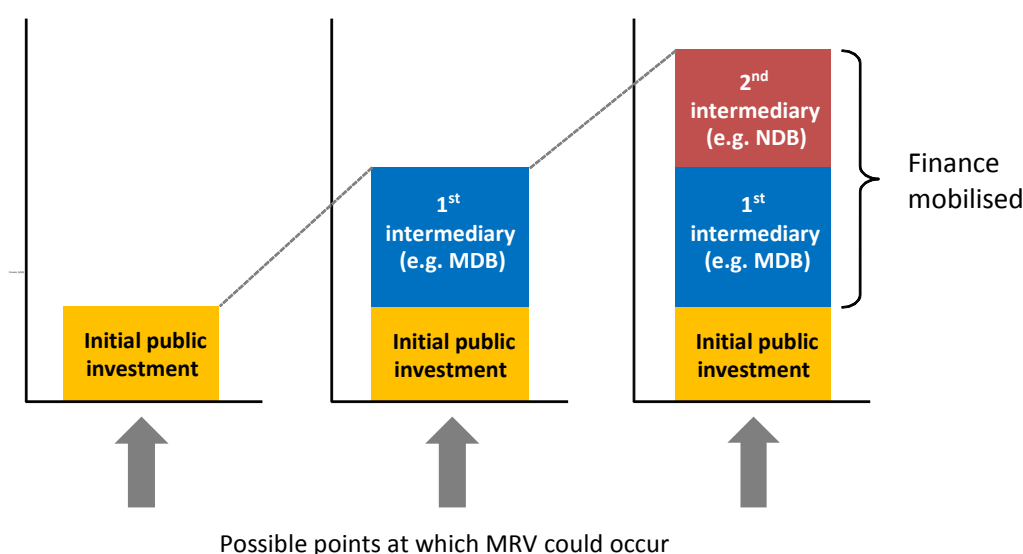 2nd
intermediary
(e.g. NDB)
Finance
mobilised
1st
intermediary
(e.g. MDB)
1st
intermediary
(e.g. MDB)
Initial public
investment
Initial public
investment
Initial public
investment
Possible points at which MRV could occur